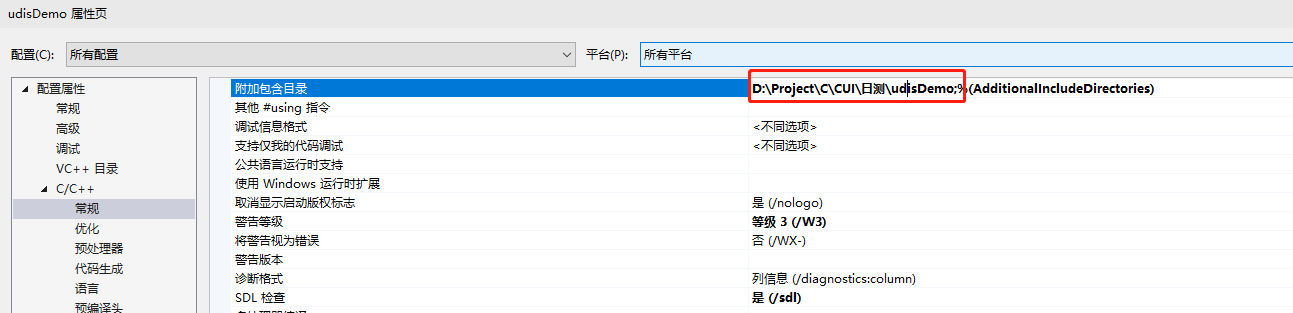 udisDemo 属性页
配置(C): 所有配置 平台(P): 所有平台
配置属性
常规
高级
调试
VC++ 目录
C/C++
常规
优化
预处理器
代码生成
语言
预编译头
附加包含目录 D:\Project\C\CUI\日测\udisDemo;%(AdditionalIncludeDirectories)
其他 #using 指令
调试信息格式 <不同选项>
支持仅我的代码调试 <不同选项>
公共语言运行时支持
使用 Windows 运行时扩展
取消显示启动版权标志 是 (/nologo)
警告等级 等级 3 (/W3)
将警告视为错误 否 (/WX-)
警告版本
诊断格式 列信息 (/diagnostics:column)
SDL 检查 是 (/sdl)